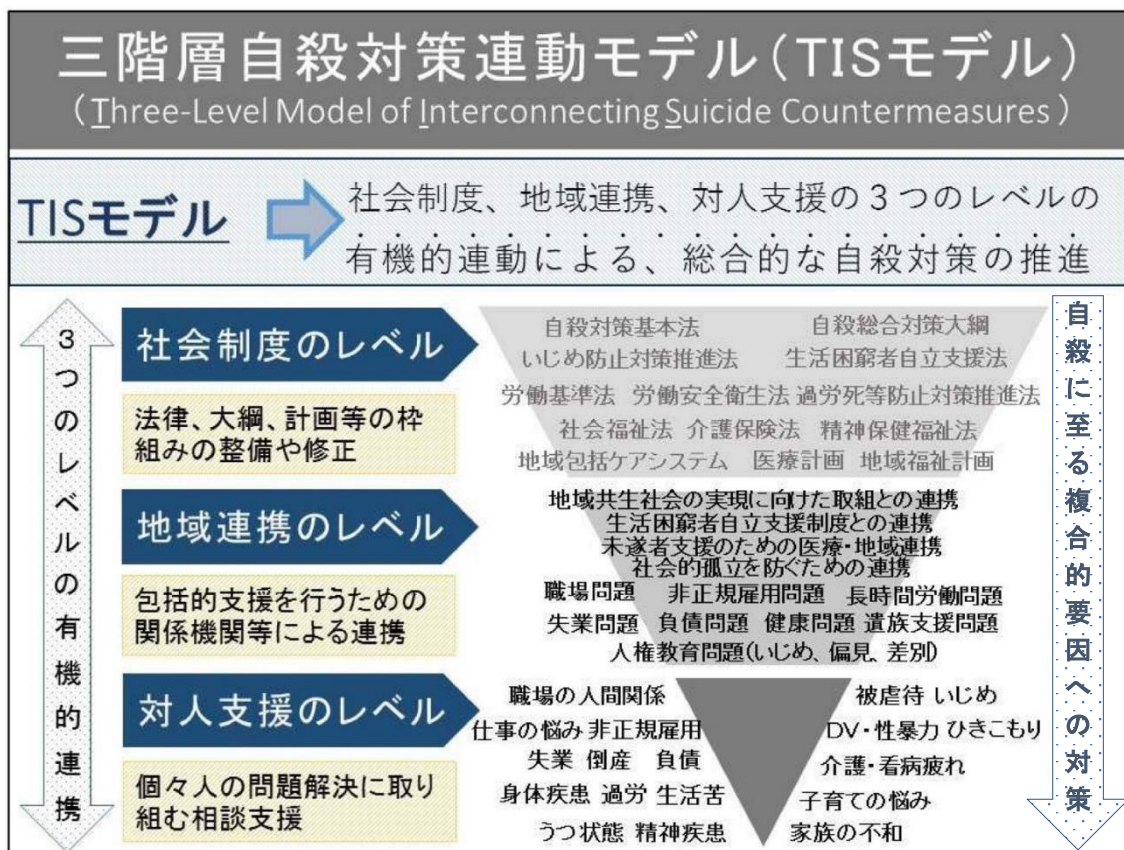 三階層自殺対策連動モデル(TISモデル)
(Three-Level Model of Interconnecting Suicide Countermeasures)
TISモデル
社会制度、地域連携、対人支援の3つのレベルの
有機的連動による、総合的な自殺対策の推進
3つのレベルの有機的連携
社会制度のレベル
法律、大綱、計画等の枠
組みの整備や修正
自殺対策基本法 自殺総合対策大綱
いじめ防止対策推進法 生活困窮者自立支援法
労働基準法 労働安全衛生法 過労死等防止対策推進法
社会福祉法 介護保険法 精神保健福祉法
地域包括ケアシステム 医療計画 地域福祉計画
地域連携のレベル
包括的支援を行うための
関係機関等による連携
地域共生社会の実現に向けた取組との連携
生活困窮者自立支援制度との連携
未遂者支援のための医療・地域連携
社会的孤立を防ぐための連携
職場問題 非正規雇用問題 長時間労働問題
失業問題 負債問題 健康問題 遺族支援問題
人権教育問題(いじめ、偏見、差別)
対人支援のレベル
個々人の問題解決に取り
組む相談支援
職場の人間関係 被虐待 いじめ
仕事の悩み 非正規雇用 DV・性暴力 ひきこもり
失業 倒産 負債 介護・看病疲れ
身体疾患 過労 生活苦 子育ての悩み
うつ状態 精神疾患 家族の不和
自殺に至る複合的要因への対策